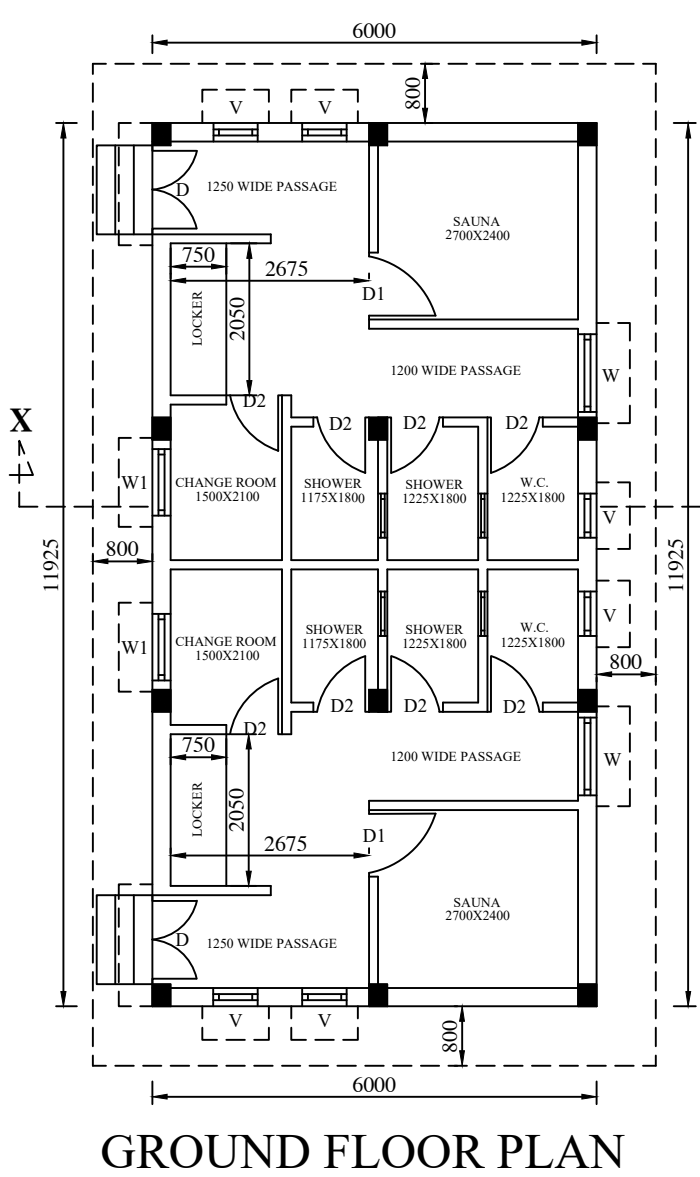 6000
800
V V
D
1250 WIDE PASSAGE
SAUNA
2700X2400
750
2675
D1
LOCKER
2050
1200 WIDE PASSAGE
W
D2
D2
D2
D2
X
W1
CHANGE ROOM
1500X2100
SHOWER
1175X1800
SHOWER
1225X1800
W.C.
1225X1800
V
11925
11925
800
W1
CHANGE ROOM
1500X2100
SHOWER
1175X1800
SHOWER
1225X1800
W.C.
1225X1800
V
800
D2
D2
D2
D2
750
1200 WIDE PASSAGE
W
LOCKER
2050
D1
2675
SAUNA
2700X2400
D
1250 WIDE PASSAGE
V V
800
6000
GROUND FLOOR PLAN